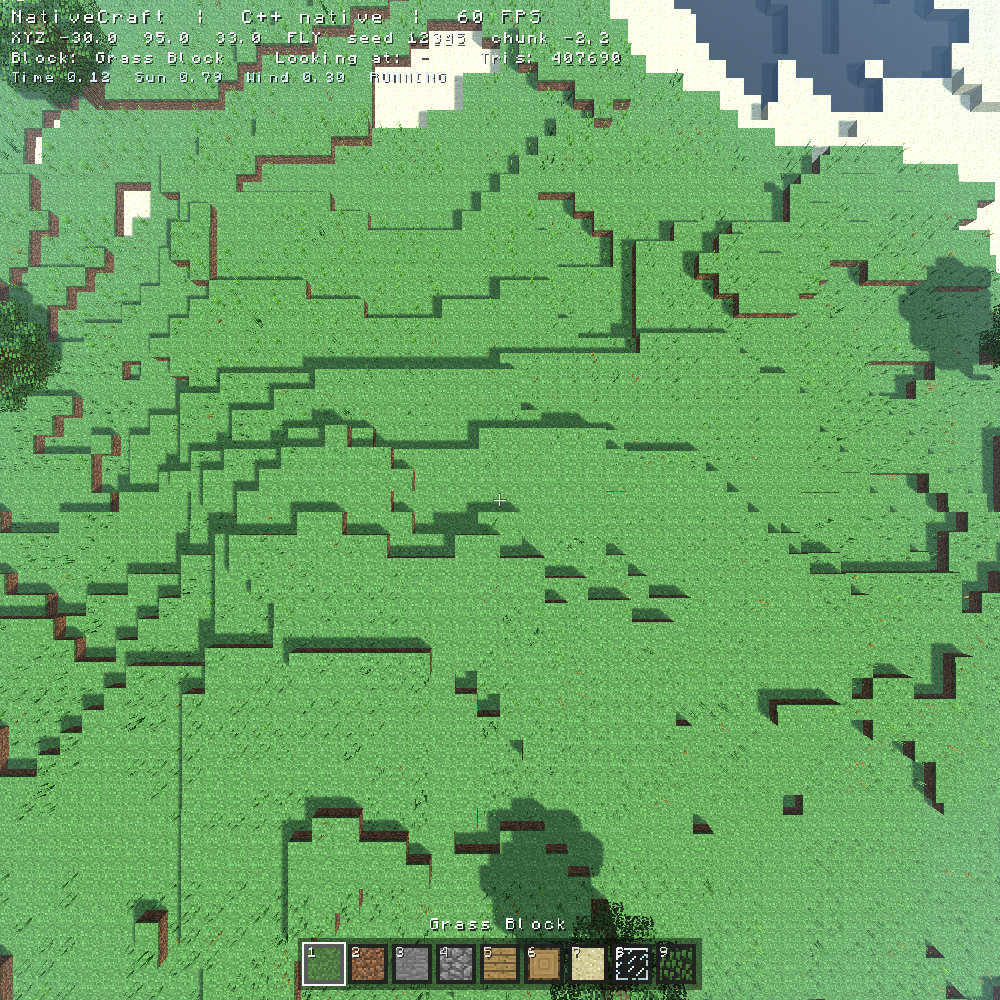 NativeCraft | C++ native | 60 FPS
XYZ -30.0 95.0 33.0 FLY seed 12345 chunk -2,2
Block: Grass Block Looking at: - Tris: 407690
Time 0.12 Sun 0.79 Wind 0.30 RUNNING
Grass Block
1 2 3 4 5 6 7 8 9